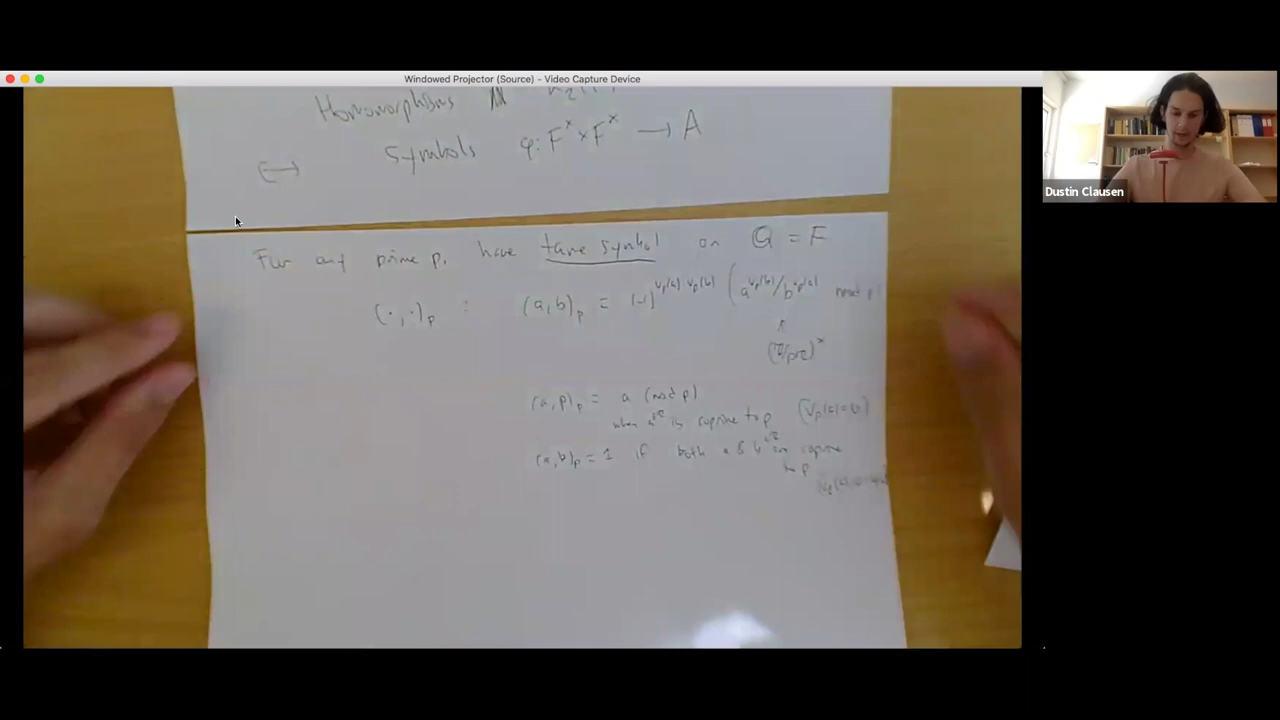 Windowed Projector (Source) - Video Capture Device
Homomorphisms
↔ Symbols φ: F^× × F^× → A
Dustin Clausen
For any prime p, have tame symbol on ℚ = F
(·,·)_p : (a,b)_p = (-1)^{v_p(a)·v_p(b)} (a^{v_p(b)}/b^{v_p(a)} mod p)
∈
(ℤ/pℤ)^×
(a,p)_p = a (mod p)
when a is coprime to p (v_p(a)=0)
(a,b)_p = 1 if both a & b are coprime
to p